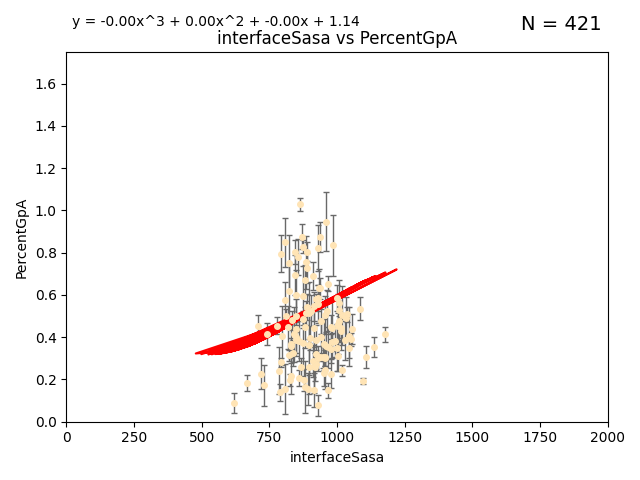 y = -0.00x^3 + 0.00x^2 + -0.00x + 1.14
N = 421
interfaceSasa vs PercentGpA
PercentGpA
1.6
1.4
1.2
1.0
0.8
0.6
0.4
0.2
0.0
0 250 500 750 1000 1250 1500 1750 2000
interfaceSasa